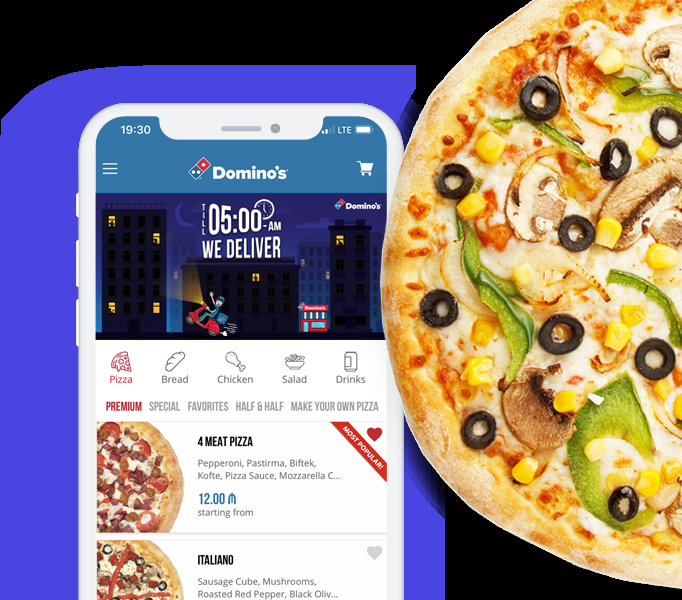 19:30
LTE
Domino's
TILL
05:00-AM
WE DELIVER
Domino's
Domino's
Pizza
Bread
Chicken
Salad
Drinks
PREMIUM
SPECIAL
FAVORITES
HALF & HALF
MAKE YOUR OWN PIZZA
4 MEAT PIZZA
MOST POPULAR!
Pepperoni, Pastirma, Biftek,
Kofte, Pizza Sauce, Mozzarella C...
12.00 ₼
starting from
ITALIANO
Sausage Cube, Mushrooms,
Roasted Red Pepper, Black Oliv...